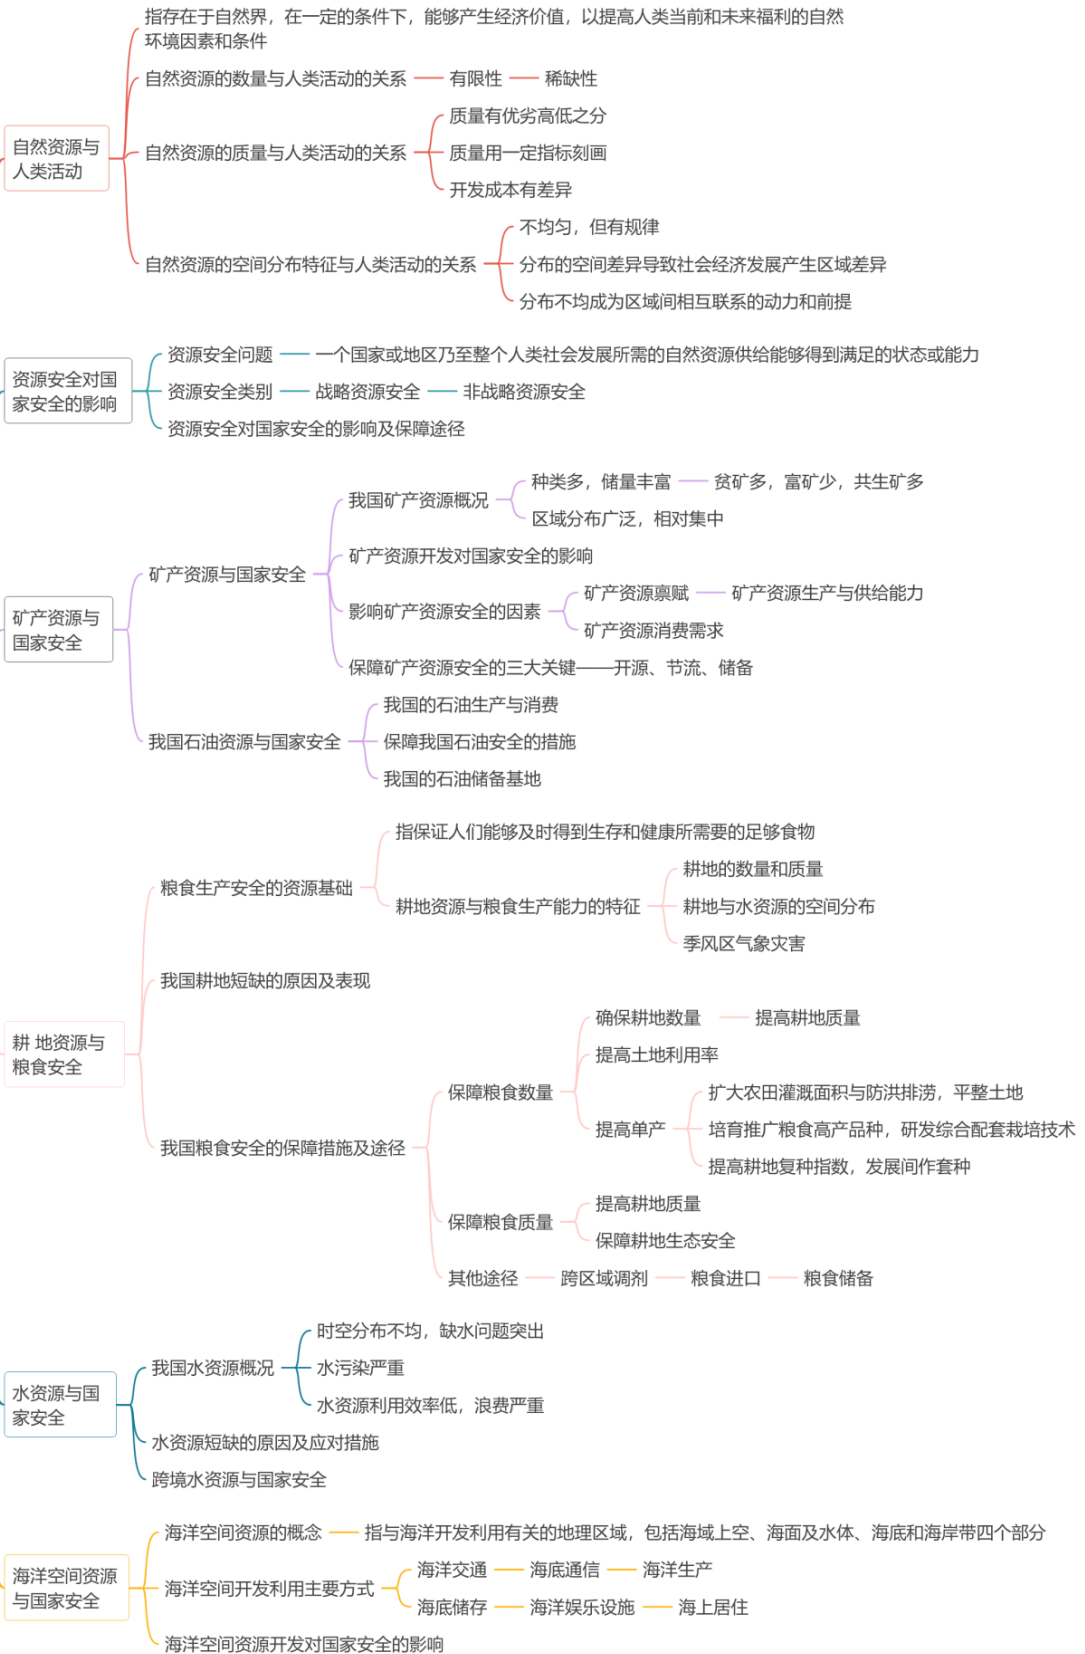 指存在于自然界，在一定的条件下，能够产生经济价值，以提高人类当前和未来福利的自然
环境因素和条件
自然资源的数量与人类活动的关系 有限性 稀缺性
质量有优劣高低之分
自然资源与
人类活动
自然资源的质量与人类活动的关系
质量用一定指标刻画
开发成本有差异
不均匀，但有规律
自然资源的空间分布特征与人类活动的关系
分布的空间差异导致社会经济发展产生区域差异
分布不均成为区域间相互联系的动力和前提
资源安全对国
家安全的影响
资源安全问题 一个国家或地区乃至整个人类社会发展所需的自然资源供给能够得到满足的状态或能力
资源安全类别 战略资源安全 非战略资源安全
资源安全对国家安全的影响及保障途径
矿产资源与
国家安全
矿产资源与国家安全
我国矿产资源概况
种类多，储量丰富 贫矿多，富矿少，共生矿多
区域分布广泛，相对集中
矿产资源开发对国家安全的影响
影响矿产资源安全的因素
矿产资源禀赋 矿产资源生产与供给能力
矿产资源消费需求
保障矿产资源安全的三大关键——开源、节流、储备
我国石油资源与国家安全
我国的石油生产与消费
保障我国石油安全的措施
我国的石油储备基地
耕 地资源与
粮食安全
粮食生产安全的资源基础
指保证人们能够及时得到生存和健康所需要的足够食物
耕地资源与粮食生产能力的特征
耕地的数量和质量
耕地与水资源的空间分布
季风区气象灾害
我国耕地短缺的原因及表现
我国粮食安全的保障措施及途径
保障粮食数量
确保耕地数量 提高耕地质量
提高土地利用率
提高单产
扩大农田灌溉面积与防洪排涝，平整土地
培育推广粮食高产品种，研发综合配套栽培技术
提高耕地复种指数，发展间作套种
保障粮食质量
提高耕地质量
保障耕地生态安全
其他途径 跨区域调剂 粮食进口 粮食储备
水资源与国
家安全
我国水资源概况
时空分布不均，缺水问题突出
水污染严重
水资源利用效率低，浪费严重
水资源短缺的原因及应对措施
跨境水资源与国家安全
海洋空间资源
与国家安全
海洋空间资源的概念 指与海洋开发利用有关的地理区域，包括海域上空、海面及水体、海底和海岸带四个部分
海洋空间开发利用主要方式
海洋交通 海底通信 海洋生产
海底储存 海洋娱乐设施 海上居住
海洋空间资源开发对国家安全的影响